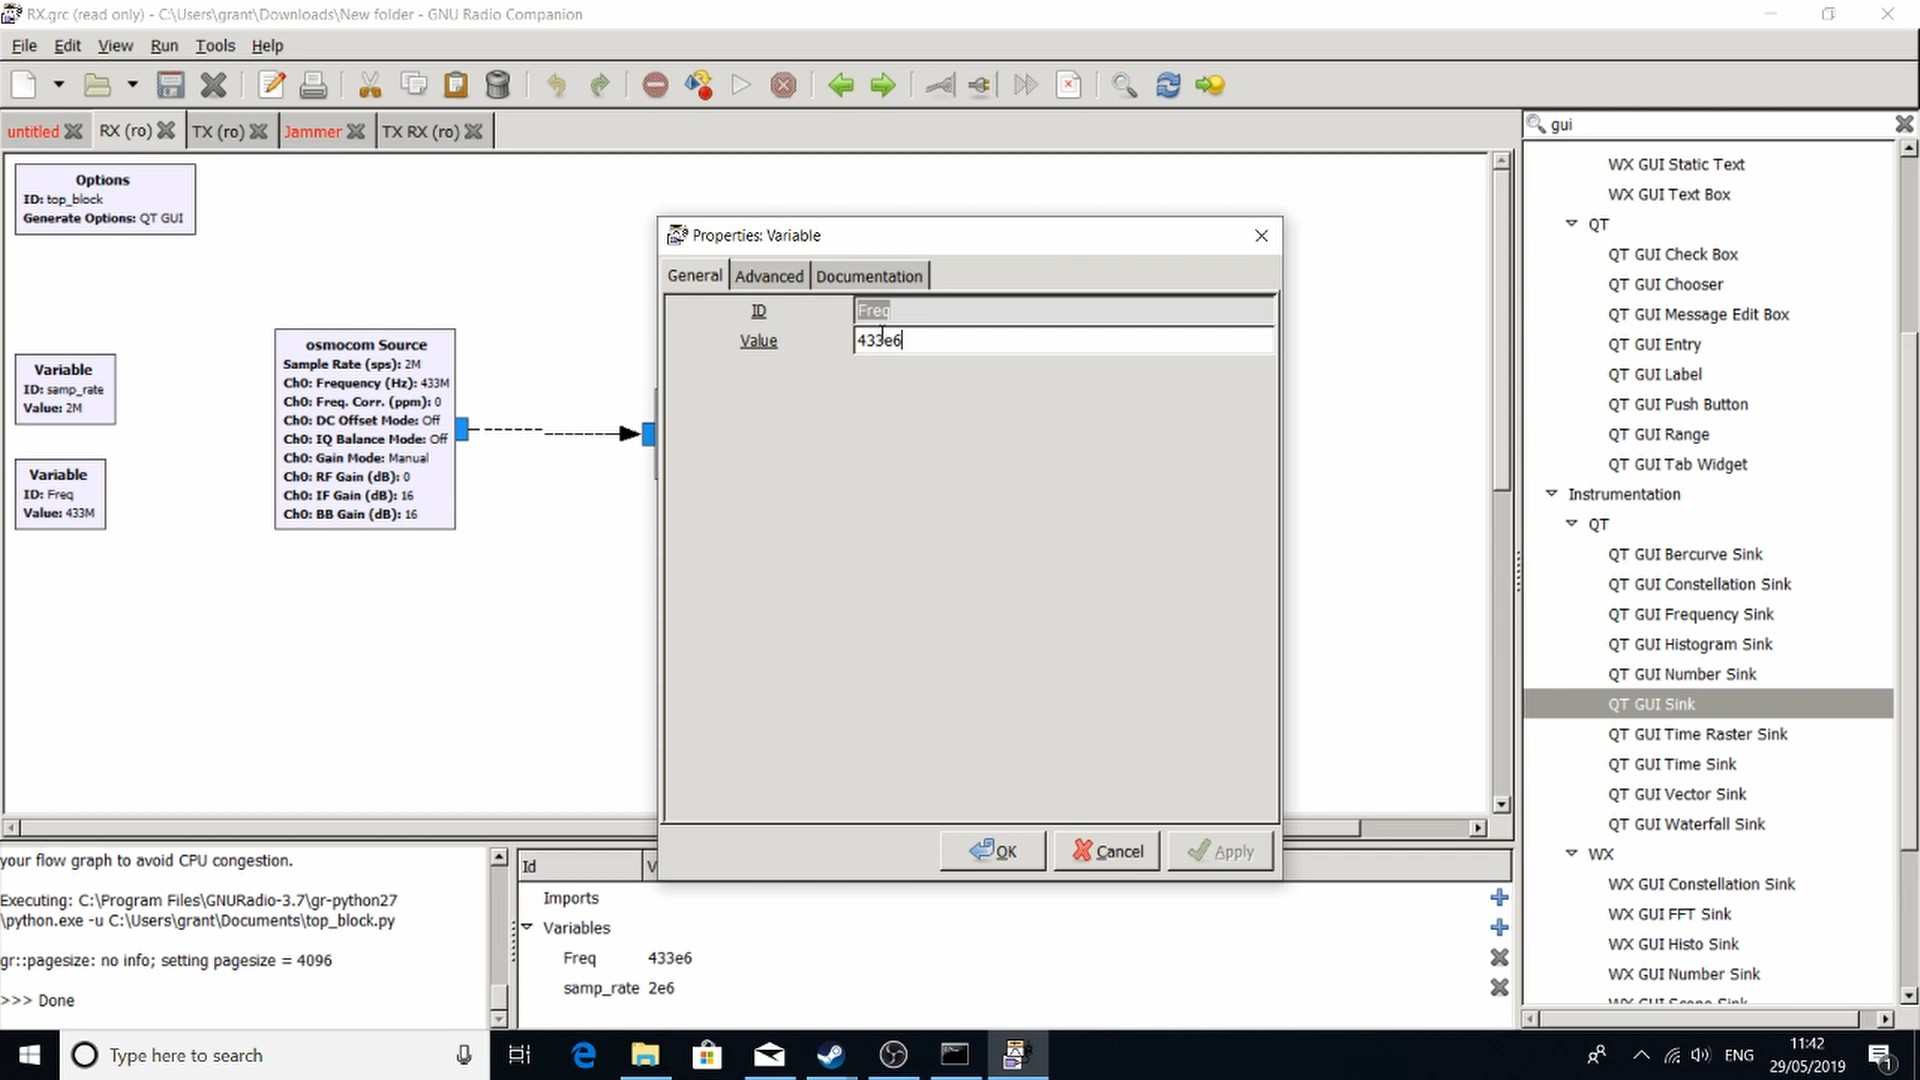 RX.grc (read only) - C:\Users\grant\Downloads\New folder - GNU Radio Companion
File Edit View Run Tools Help
untitled RX (ro) TX (ro) Jammer TX RX (ro)
gui
Options
ID: top_block
Generate Options: QT GUI
Variable
ID: samp_rate
Value: 2M
Variable
ID: Freq
Value: 433M
osmocom Source
Sample Rate (sps): 2M
Ch0: Frequency (Hz): 433M
Ch0: Freq. Corr. (ppm): 0
Ch0: DC Offset Mode: Off
Ch0: IQ Balance Mode: Off
Ch0: Gain Mode: Manual
Ch0: RF Gain (dB): 0
Ch0: IF Gain (dB): 16
Ch0: BB Gain (dB): 16
Properties: Variable
General Advanced Documentation
ID Freq
Value 433e6
OK Cancel Apply
WX GUI Static Text
WX GUI Text Box
QT
QT GUI Check Box
QT GUI Chooser
QT GUI Message Edit Box
QT GUI Entry
QT GUI Label
QT GUI Push Button
QT GUI Range
QT GUI Tab Widget
Instrumentation
QT
QT GUI Bercurve Sink
QT GUI Constellation Sink
QT GUI Frequency Sink
QT GUI Histogram Sink
QT GUI Number Sink
QT GUI Sink
QT GUI Time Raster Sink
QT GUI Time Sink
QT GUI Vector Sink
QT GUI Waterfall Sink
WX
WX GUI Constellation Sink
WX GUI FFT Sink
WX GUI Histo Sink
WX GUI Number Sink
WX GUI Scope Sink
your flow graph to avoid CPU congestion.
Executing: C:\Program Files\GNURadio-3.7\gr-python27
\python.exe -u C:\Users\grant\Documents\top_block.py
gr::pagesize: no info; setting pagesize = 4096
>>> Done
Id V
Imports
Variables
Freq 433e6
samp_rate 2e6
Type here to search
ENG
11:42
29/05/2019
1